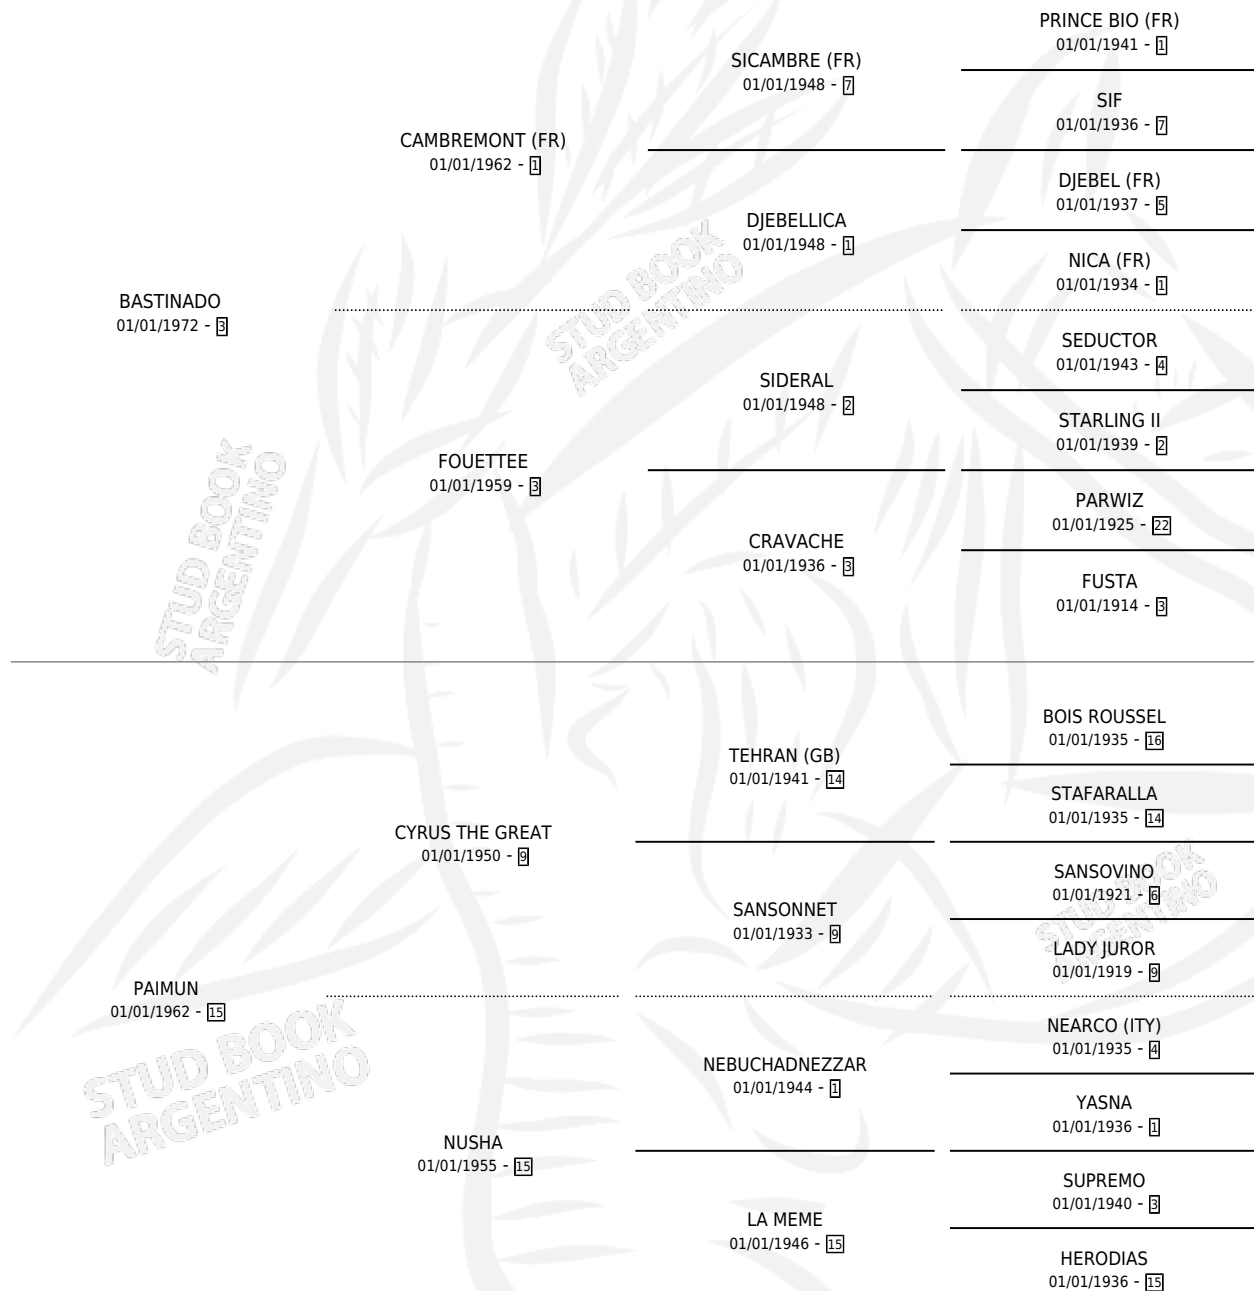 PRINCE BIO (FR)
01/01/1941 - 1
SICAMBRE (FR)
01/01/1948 - 7
SIF
01/01/1936 - 7
CAMBREMONT (FR)
01/01/1962 - 1
DJEBEL (FR)
01/01/1937 - 5
DJEBELLICA
01/01/1948 - 1
NICA (FR)
01/01/1934 - 1
BASTINADO
01/01/1972 - 3
SEDUCTOR
01/01/1943 - 4
SIDERAL
01/01/1948 - 2
STARLING II
01/01/1939 - 2
FOUETTEE
01/01/1959 - 3
PARWIZ
01/01/1925 - 22
CRAVACHE
01/01/1936 - 3
FUSTA
01/01/1914 - 3
STUD BOOK
ARGENTINO
STUD BOOK
ARGENTINO
BOIS ROUSSEL
01/01/1935 - 16
TEHRAN (GB)
01/01/1941 - 14
STAFARALLA
01/01/1935 - 14
CYRUS THE GREAT
01/01/1950 - 9
SANSOVINO
01/01/1921 - 6
SANSONNET
01/01/1933 - 9
LADY JUROR
01/01/1919 - 9
PAIMUN
01/01/1962 - 15
NEARCO (ITY)
01/01/1935 - 4
NEBUCHADNEZZAR
01/01/1944 - 1
YASNA
01/01/1936 - 1
NUSHA
01/01/1955 - 15
SUPREMO
01/01/1940 - 3
LA MEME
01/01/1946 - 15
HERODIAS
01/01/1936 - 15
STUD BOOK
ARGENTINO
STUD BOOK
ARGENTINO